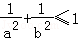 1/a² + 1/b² ⩽ 1